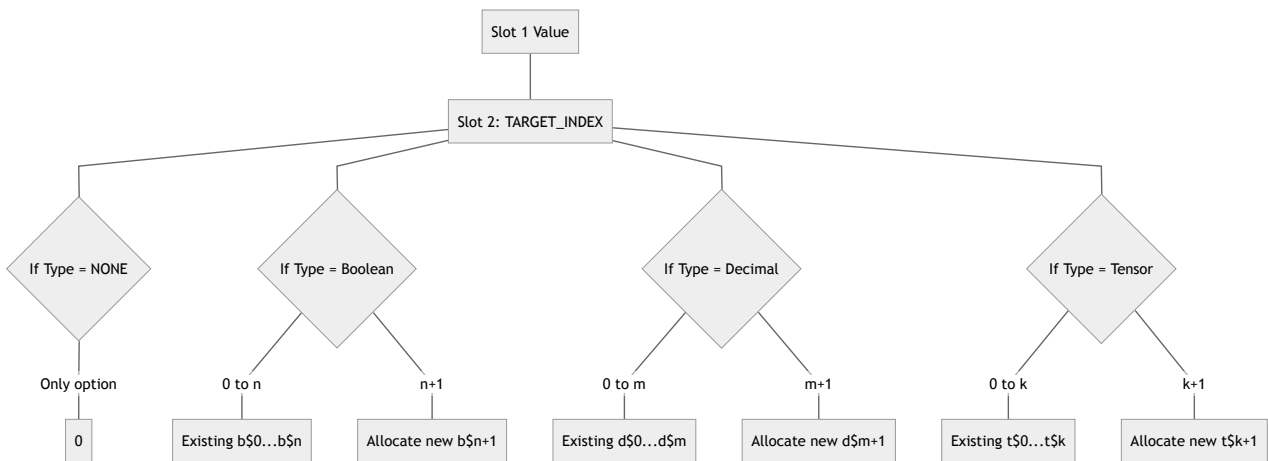 Slot 1 Value
Slot 2: TARGET_INDEX
If Type = NONE
If Type = Boolean
If Type = Decimal
If Type = Tensor
Only option
0 to n
n+1
0 to m
m+1
0 to k
k+1
0
Existing b$0...b$n
Allocate new b$n+1
Existing d$0...d$m
Allocate new d$m+1
Existing t$0...t$k
Allocate new t$k+1